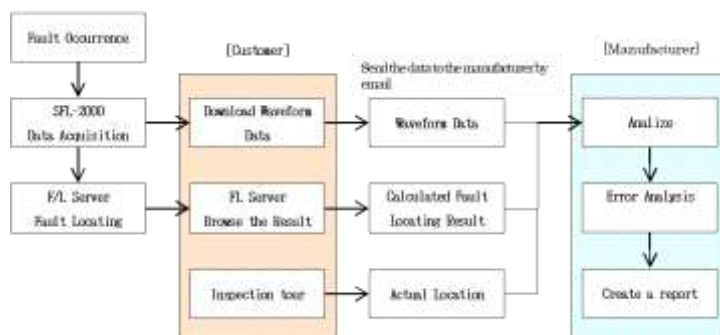 Fault Occurrence
[Customer]
[Manufacturer]
Send the data to the manufacturer by
email
SFL-2000
Data Acquisition
Download Waveform
Data
Waveform Data
Analize
F/L Server
Fault Locating
FL Server
Browse the Result
Calculated Fault
Locating Result
Error Analysis
Inspection tour
Actual Location
Create a report